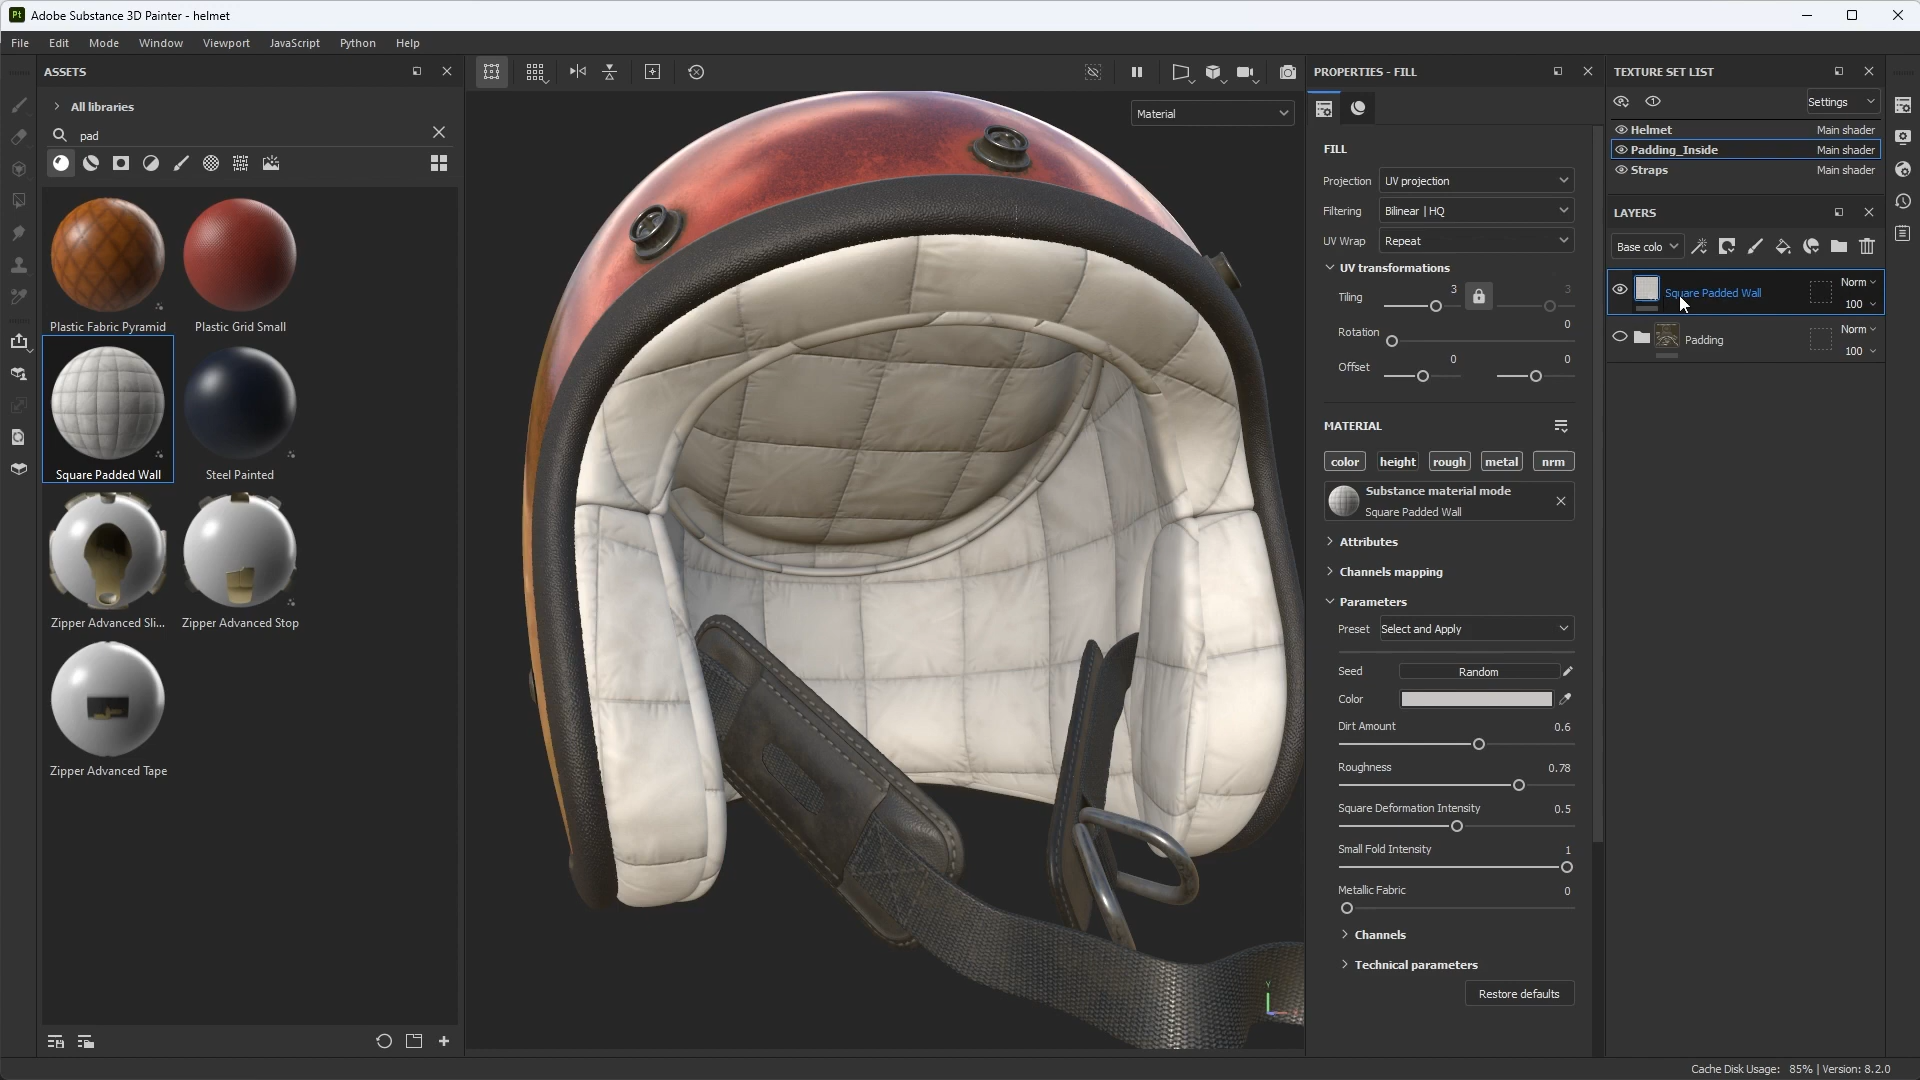 Pt Adobe Substance 3D Painter - helmet
File Edit Mode Window Viewport JavaScript Python Help
ASSETS
All libraries
pad
Plastic Fabric Pyramid
Plastic Grid Small
Square Padded Wall
Steel Painted
Zipper Advanced Sli...
Zipper Advanced Stop
Zipper Advanced Tape
Material
Y
PROPERTIES - FILL
FILL
Projection UV projection
Filtering Bilinear | HQ
UV Wrap Repeat
UV transformations
Tiling 3 3
Rotation 0
Offset 0 0
MATERIAL
color height rough metal nrm
Substance material mode
Square Padded Wall
Attributes
Channels mapping
Parameters
Preset Select and Apply
Seed Random
Color
Dirt Amount 0.6
Roughness 0.78
Square Deformation Intensity 0.5
Small Fold Intensity 1
Metallic Fabric 0
Channels
Technical parameters
Restore defaults
TEXTURE SET LIST
Settings
Helmet Main shader
Padding_Inside Main shader
Straps Main shader
LAYERS
Base colo
Square Padded Wall Norm
100
Padding Norm
100
Cache Disk Usage: 85% | Version: 8.2.0